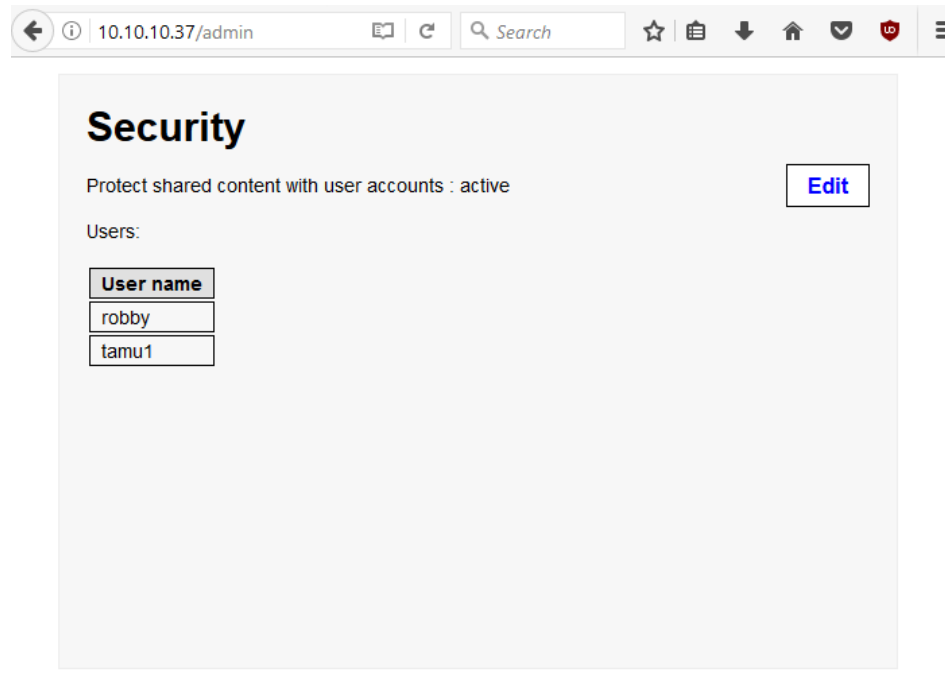 10.10.10.37/admin
Search
Security
Protect shared content with user accounts : active
Edit
Users:
User name
robby
tamu1